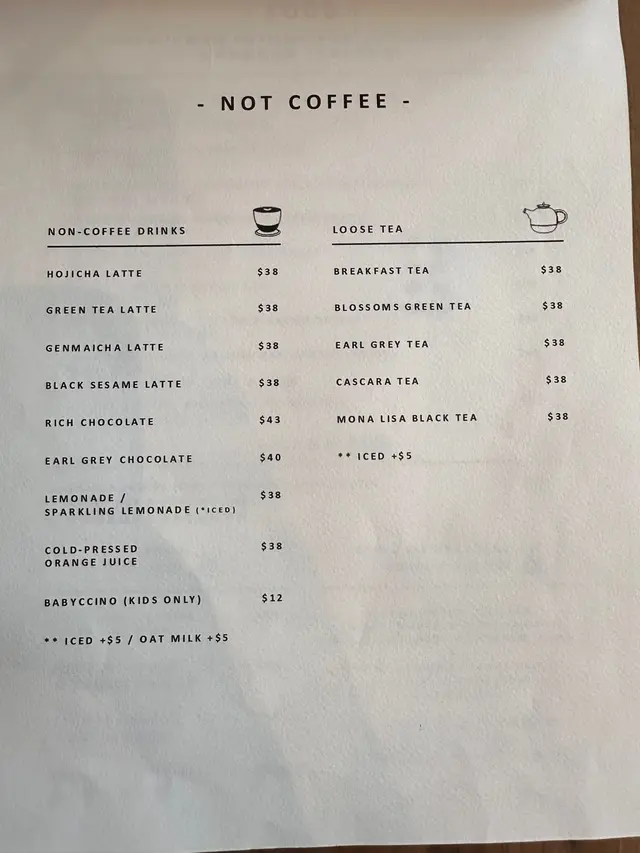 - NOT COFFEE -
NON-COFFEE DRINKS
HOJICHA LATTE $38
GREEN TEA LATTE $38
GENMAICHA LATTE $38
BLACK SESAME LATTE $38
RICH CHOCOLATE $43
EARL GREY CHOCOLATE $40
LEMONADE / $38
SPARKLING LEMONADE (*ICED)
COLD-PRESSED $38
ORANGE JUICE
BABYCCINO (KIDS ONLY) $12
** ICED +$5 / OAT MILK +$5
LOOSE TEA
BREAKFAST TEA $38
BLOSSOMS GREEN TEA $38
EARL GREY TEA $38
CASCARA TEA $38
MONA LISA BLACK TEA $38
** ICED +$5